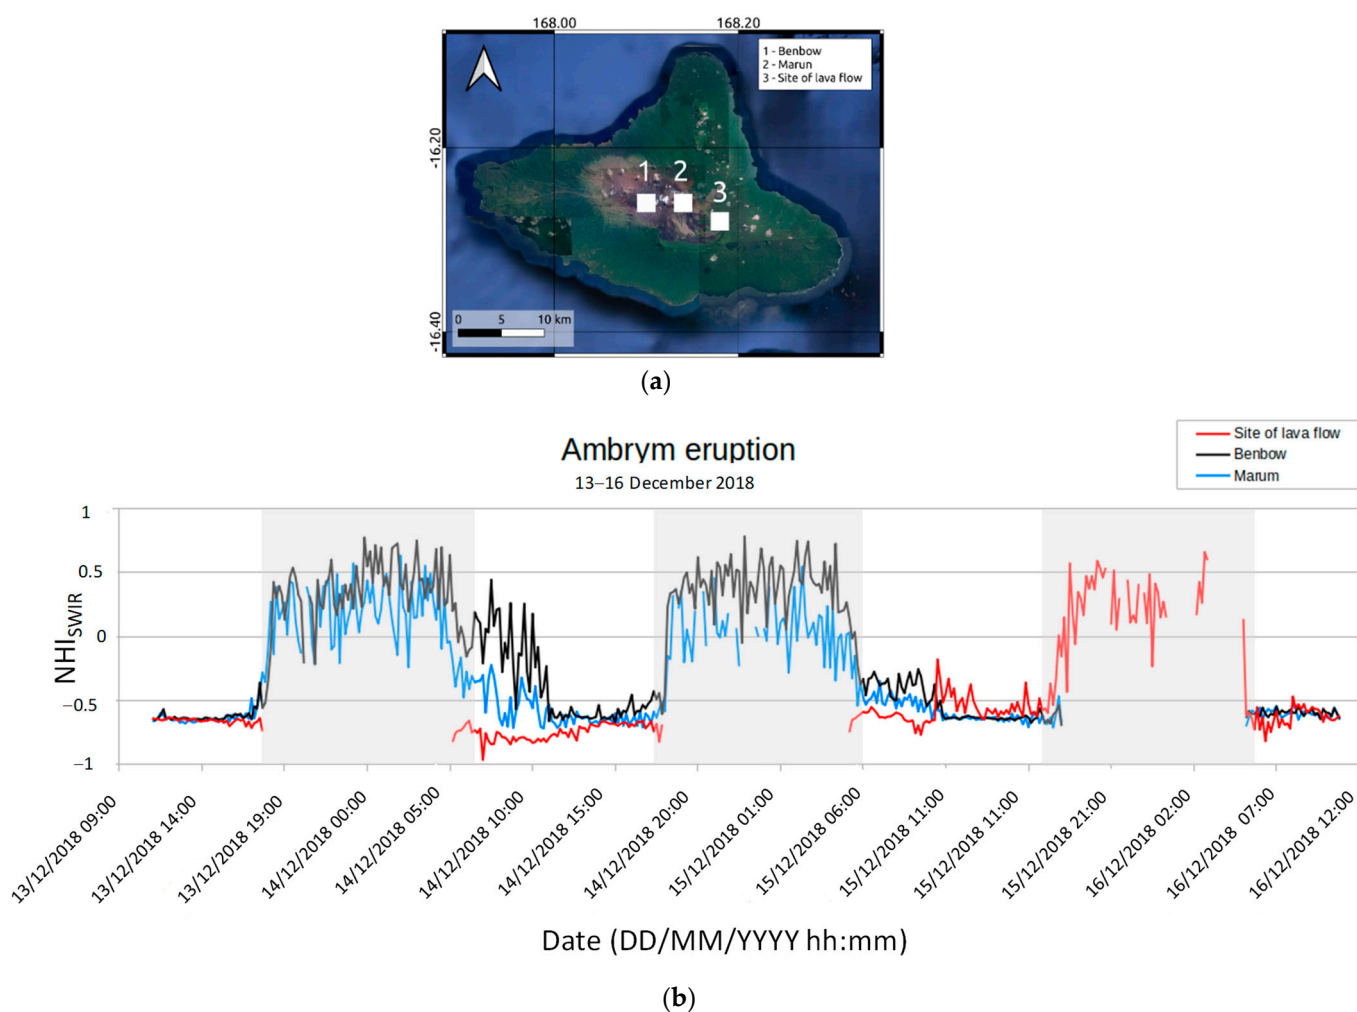 168.00 168.20
1 - Benbow
2 - Marun
3 - Site of lava flow
-16.20
1 2
3
0 5 10 km
-16.40
(a)
Ambrym eruption
13–16 December 2018
Site of lava flow
Benbow
Marum
NHISWIR
1
0.5
0
−0.5
−1
13/12/2018 09:00
13/12/2018 14:00
13/12/2018 19:00
14/12/2018 00:00
14/12/2018 05:00
14/12/2018 10:00
14/12/2018 15:00
14/12/2018 20:00
15/12/2018 01:00
15/12/2018 06:00
15/12/2018 11:00
15/12/2018 11:00
15/12/2018 21:00
16/12/2018 02:00
16/12/2018 07:00
16/12/2018 12:00
Date (DD/MM/YYYY hh:mm)
(b)